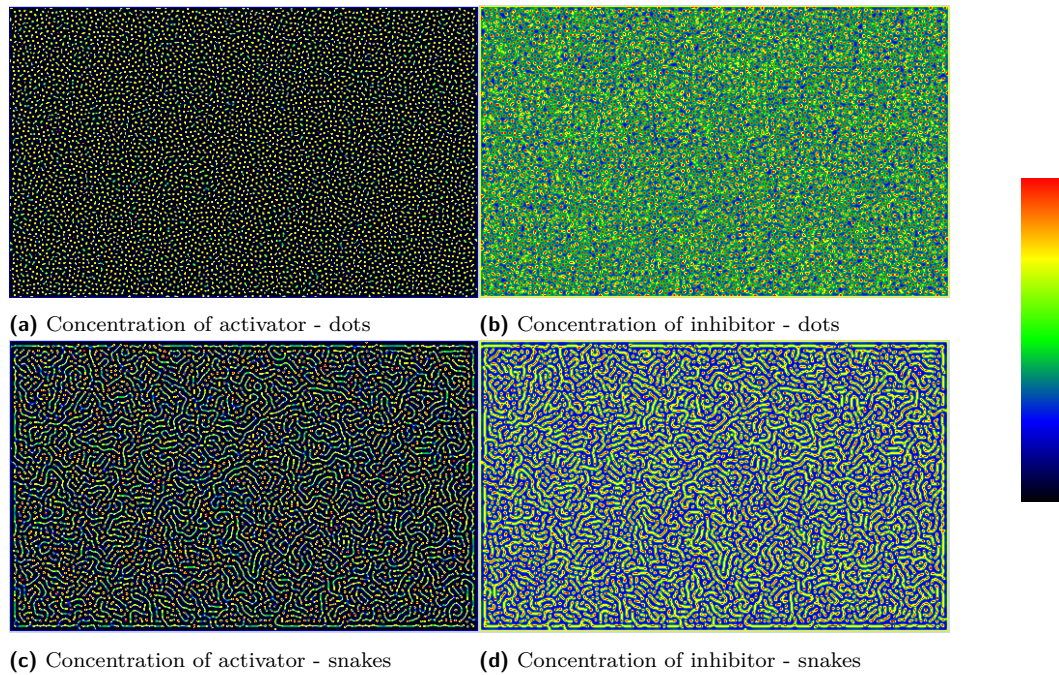 (a) Concentration of activator - dots
(b) Concentration of inhibitor - dots
(c) Concentration of activator - snakes
(d) Concentration of inhibitor - snakes